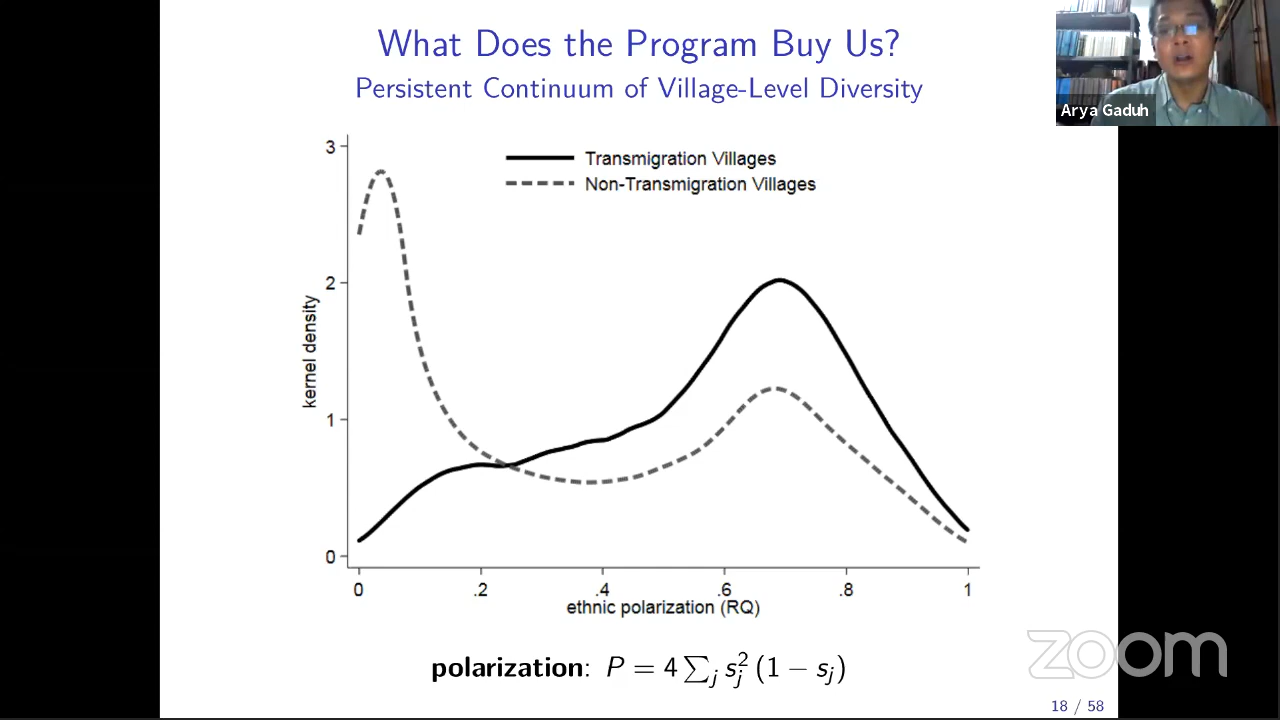 What Does the Program Buy Us?
Persistent Continuum of Village-Level Diversity
Arya Gaduh
3
2
1
0
kernel density
Transmigration Villages
Non-Transmigration Villages
0 .2 .4 .6 .8 1
ethnic polarization (RQ)
polarization: P = 4 ∑j sj² (1 − sj)
zoom
18 / 58